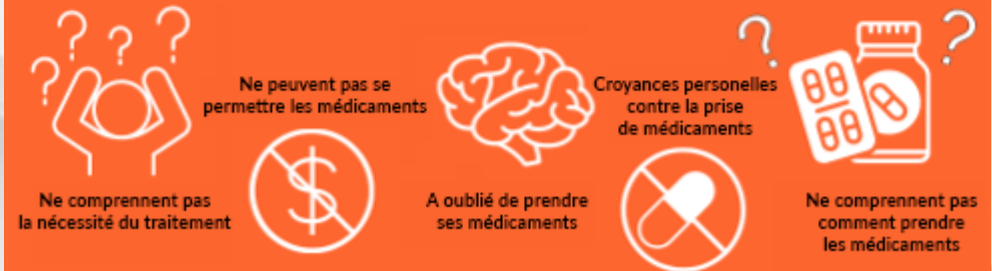 Ne comprennent pas
la nécessité du traitement
Ne peuvent pas se
permettre les médicaments
A oublié de prendre
ses médicaments
Croyances personelles
contre la prise
de médicaments
Ne comprennent pas
comment prendre
les médicaments